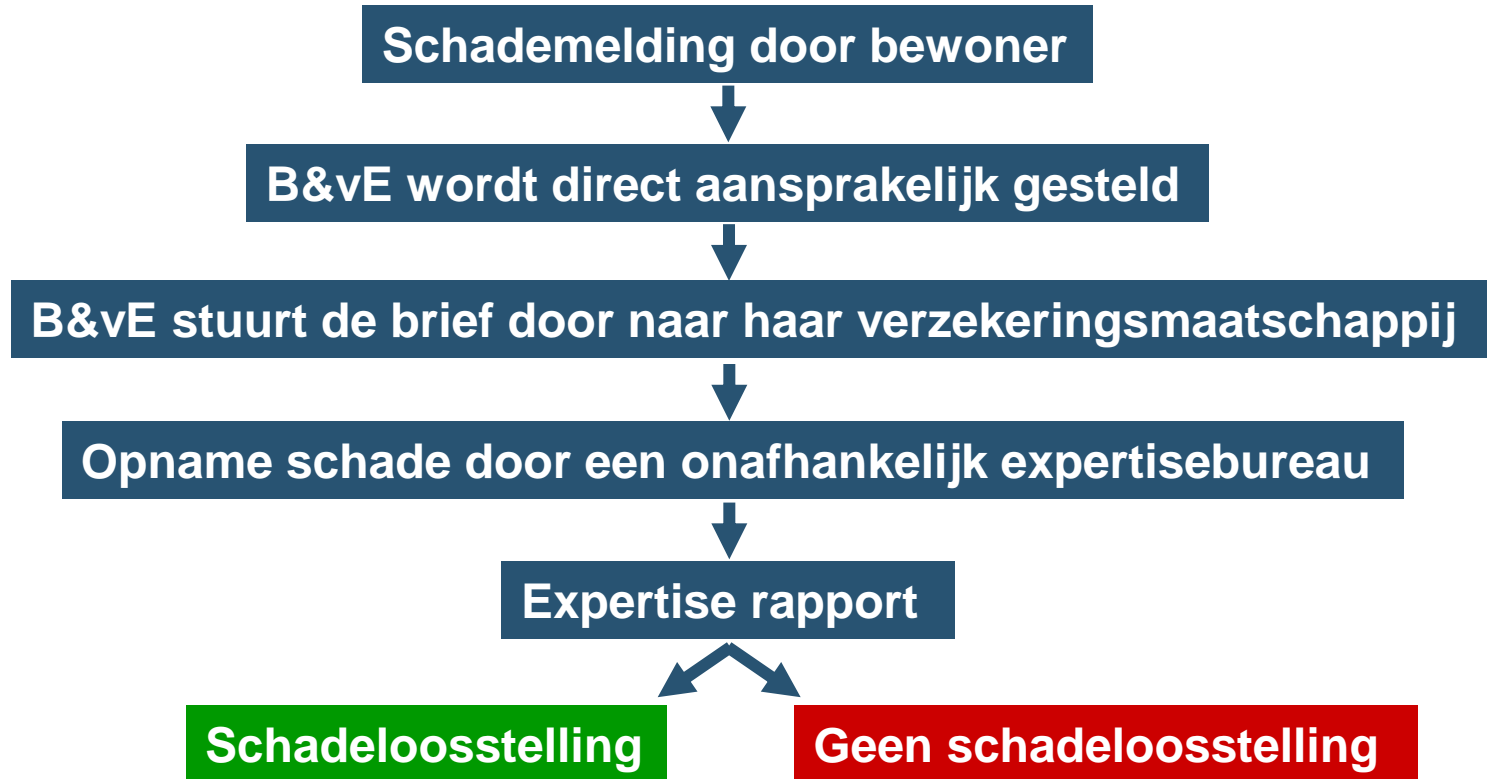 Schademelding door bewoner
B&vE wordt direct aansprakelijk gesteld
B&vE stuurt de brief door naar haar verzekeringsmaatschappij
Opname schade door een onafhankelijk expertisebureau
Expertise rapport
Schadeloosstelling
Geen schadeloosstelling